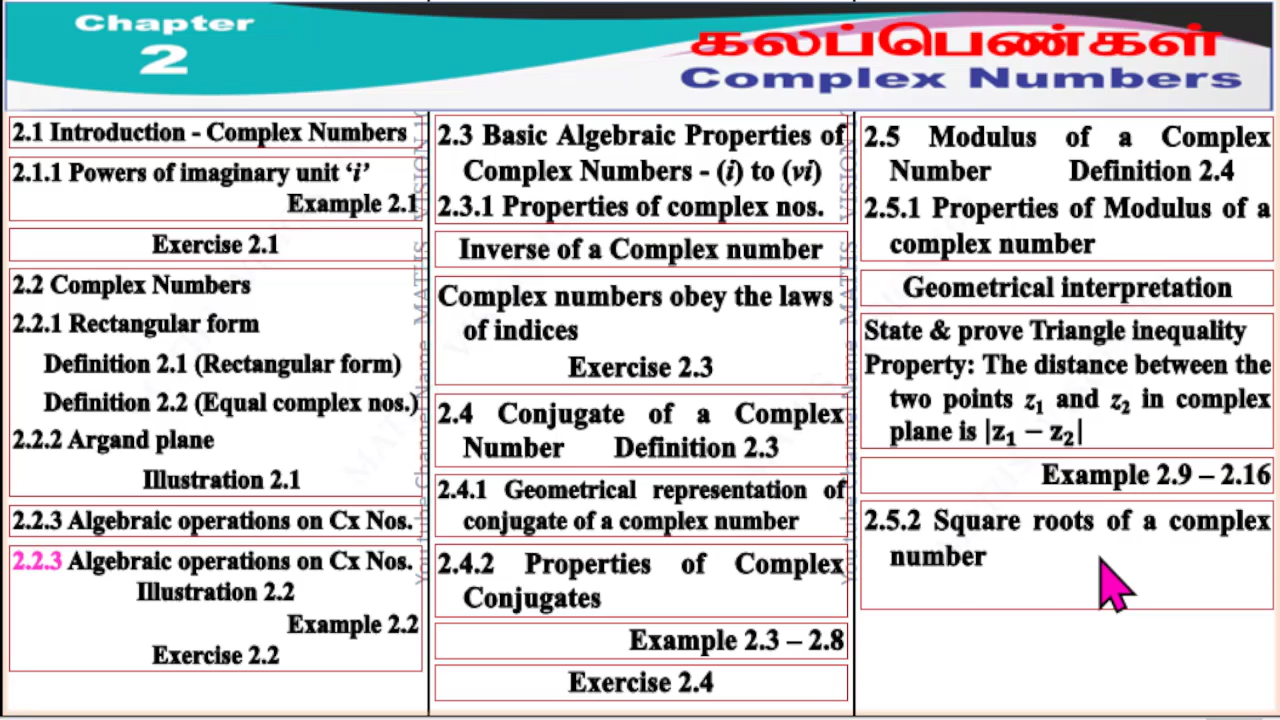 Chapter
2
கலப்பெண்கள்
Complex Numbers
2.1 Introduction - Complex Numbers
2.1.1 Powers of imaginary unit ‘i’
Example 2.1
Exercise 2.1
2.2 Complex Numbers
2.2.1 Rectangular form
Definition 2.1 (Rectangular form)
Definition 2.2 (Equal complex nos.)
2.2.2 Argand plane
Illustration 2.1
2.2.3 Algebraic operations on Cx Nos.
2.2.3 Algebraic operations on Cx Nos.
Illustration 2.2
Example 2.2
Exercise 2.2
2.3 Basic Algebraic Properties of
Complex Numbers - (i) to (vi)
2.3.1 Properties of complex nos.
Inverse of a Complex number
Complex numbers obey the laws
of indices
Exercise 2.3
2.4 Conjugate of a Complex
Number Definition 2.3
2.4.1 Geometrical representation of
conjugate of a complex number
2.4.2 Properties of Complex
Conjugates
Example 2.3 – 2.8
Exercise 2.4
2.5 Modulus of a Complex
Number Definition 2.4
2.5.1 Properties of Modulus of a
complex number
Geometrical interpretation
State & prove Triangle inequality
Property: The distance between the
two points z₁ and z₂ in complex
plane is |z₁ − z₂|
Example 2.9 – 2.16
2.5.2 Square roots of a complex
number